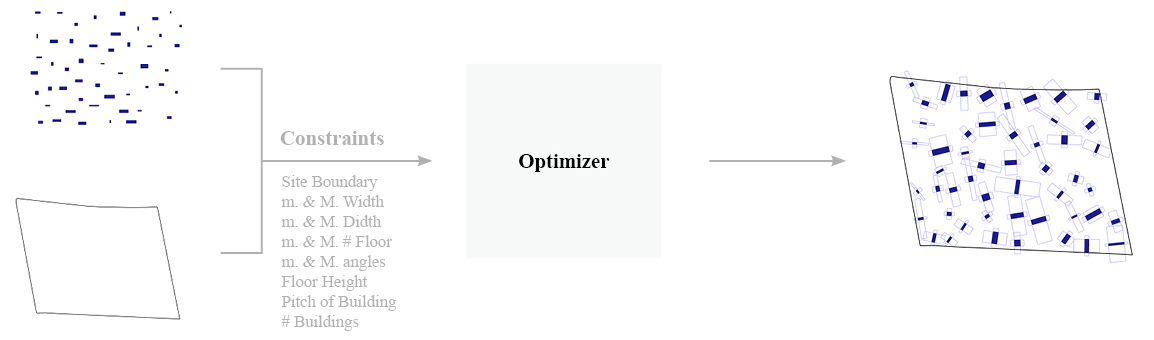 Constraints
Site Boundary
m. & M. Width
m. & M. Didth
m. & M. # Floor
m. & M. angles
Floor Height
Pitch of Building
# Buildings
Optimizer